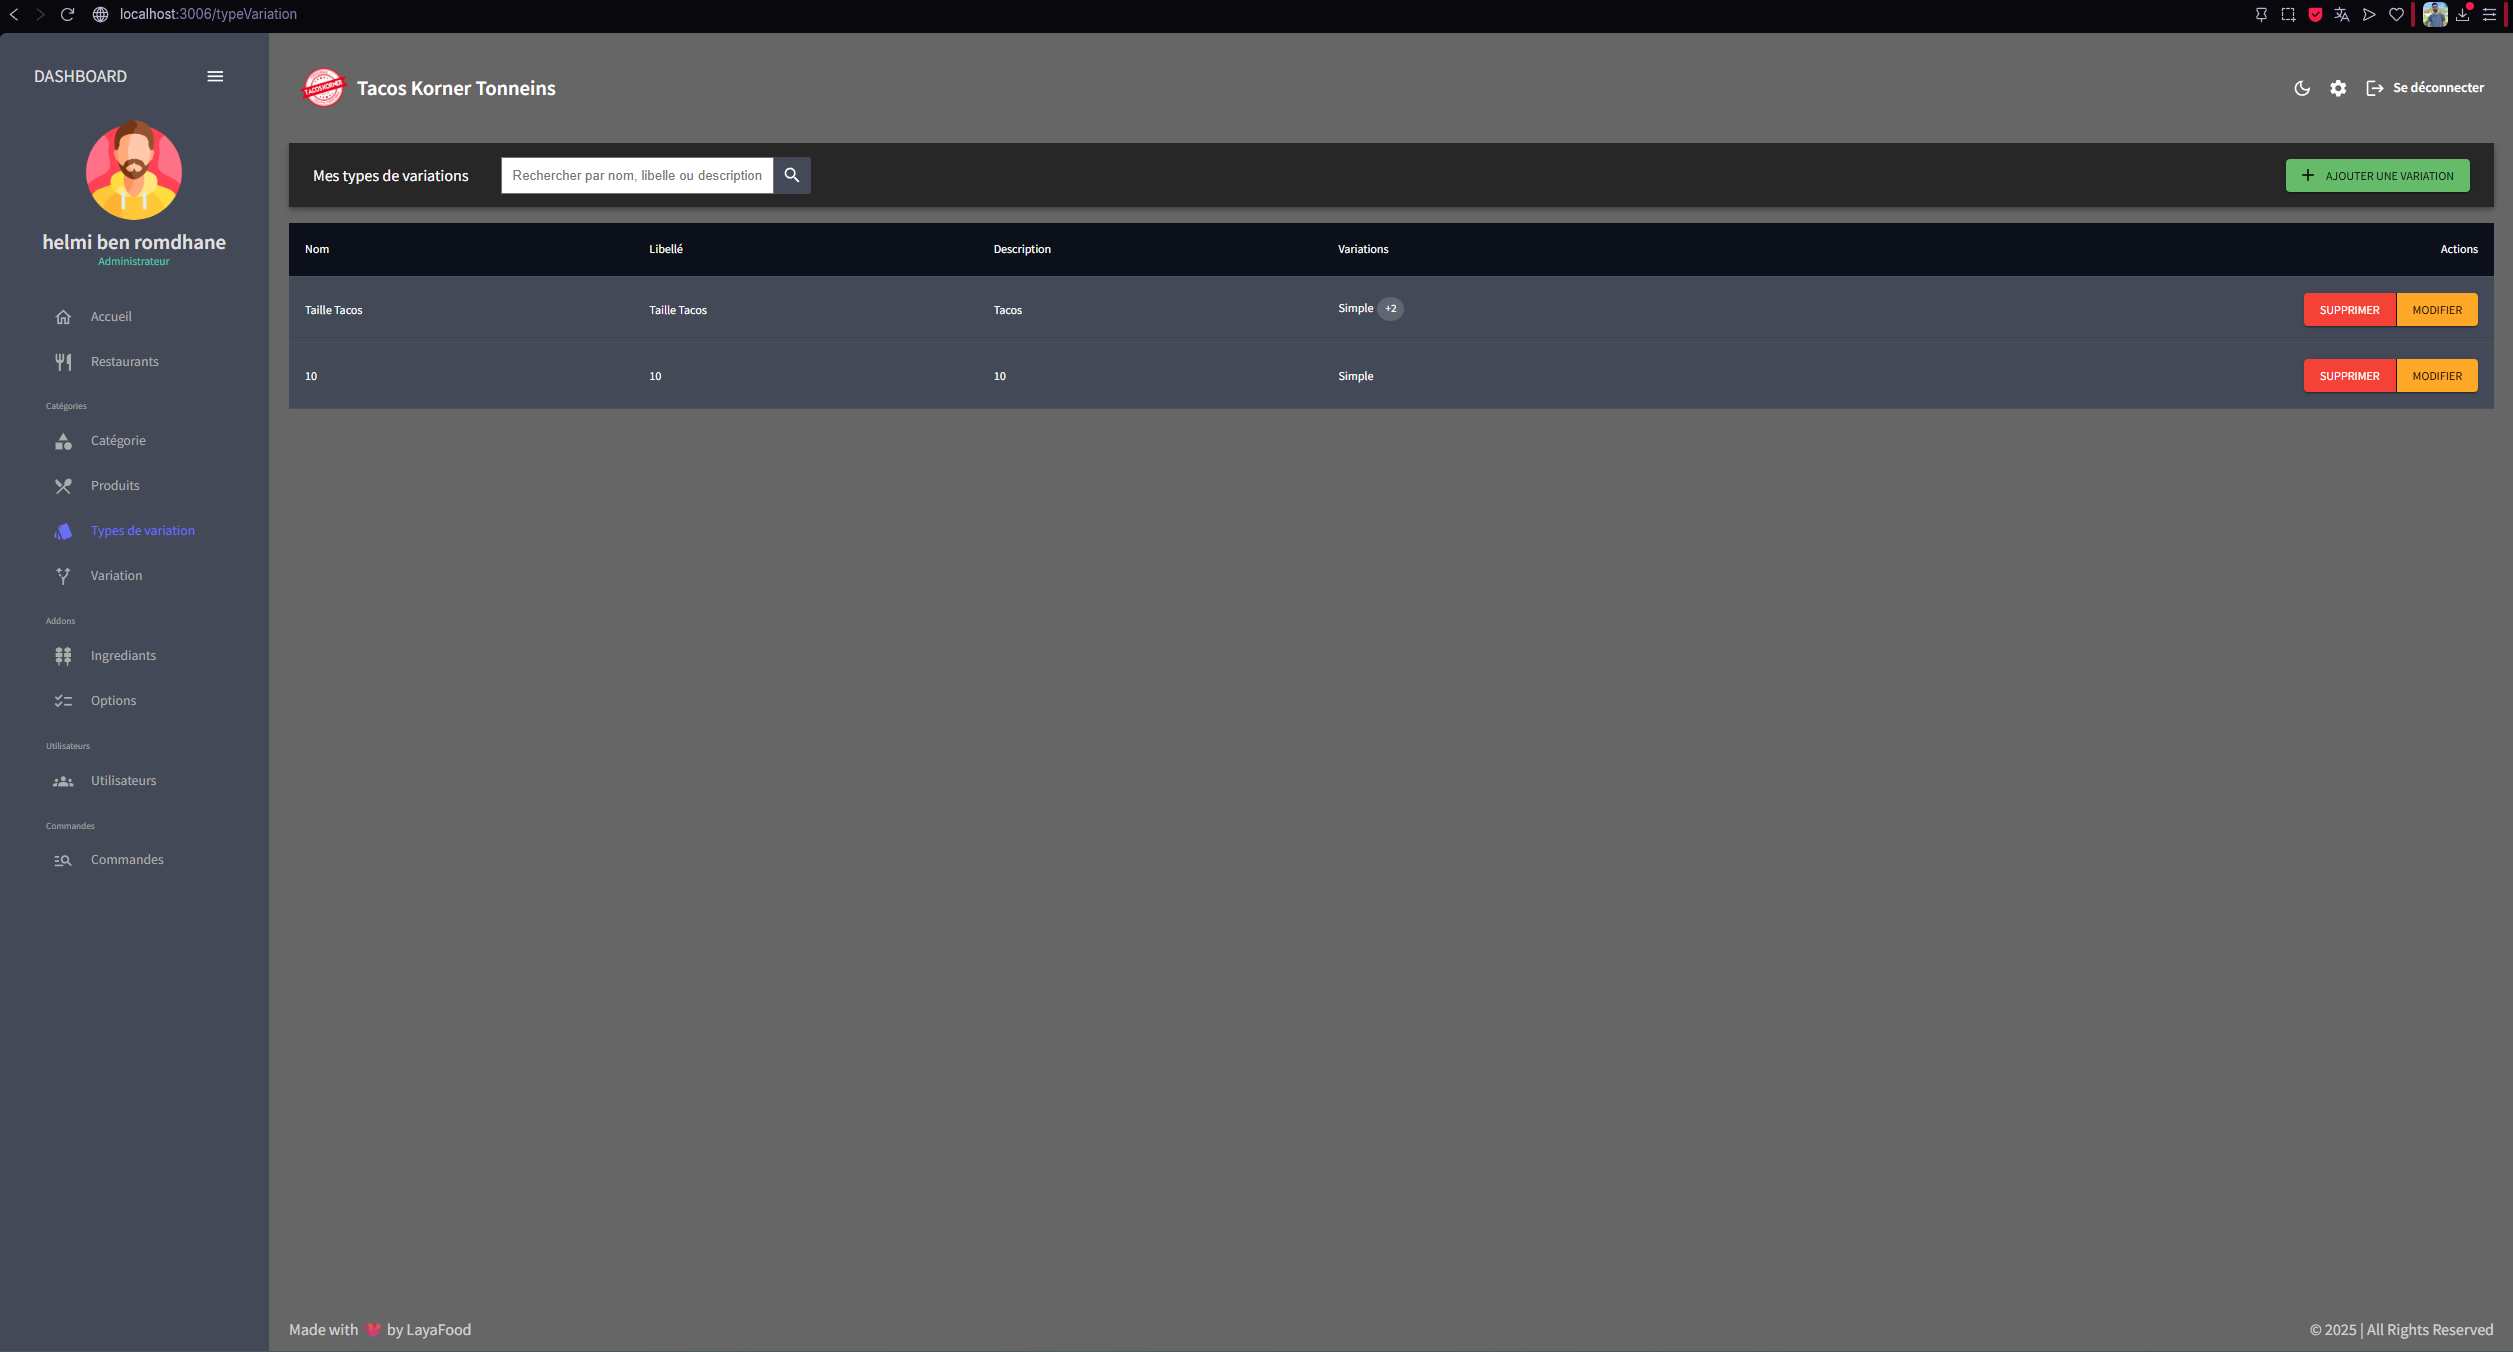 localhost:3006/typeVariation
DASHBOARD
helmi ben romdhane
Administrateur
Accueil
Restaurants
Catégories
Catégorie
Produits
Types de variation
Variation
Addons
Ingrediants
Options
Utilisateurs
Utilisateurs
Commandes
Commandes
TACOS KORNER
Tacos Korner Tonneins
Se déconnecter
Mes types de variations
Rechercher par nom, libelle ou description
AJOUTER UNE VARIATION
Nom Libellé Description Variations Actions
Taille Tacos Taille Tacos Tacos Simple +2 SUPPRIMER MODIFIER
10 10 10 Simple SUPPRIMER MODIFIER
Made with by LayaFood
© 2025 | All Rights Reserved